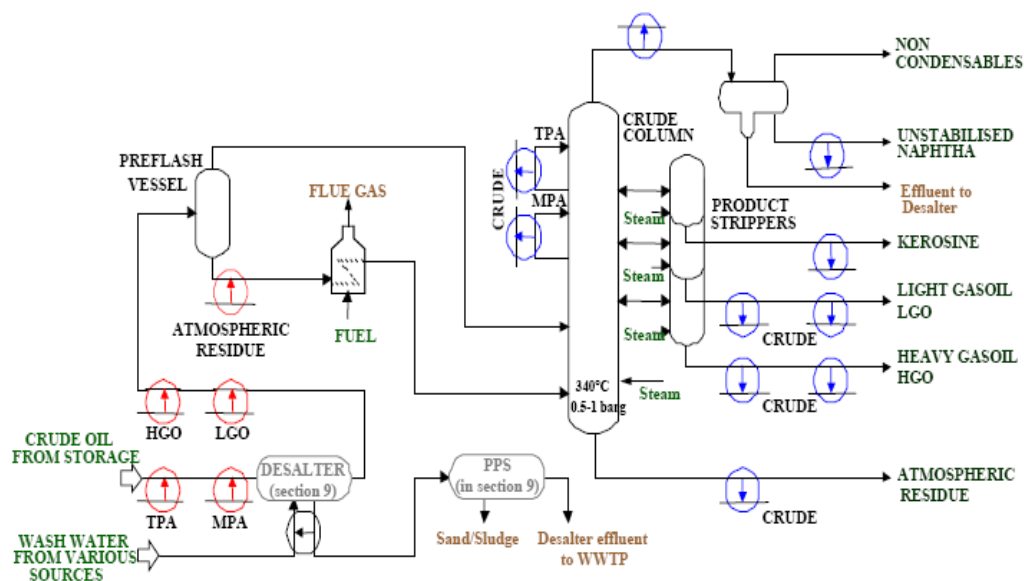 NON
CONDENSABLES
TPA
CRUDE
COLUMN
PREFLASH
VESSEL
UNSTABILISED
NAPHTHA
FLUE GAS
CRUDE
MPA
Effluent to
Desalter
Steam
PRODUCT
STRIPPERS
KEROSINE
Steam
LIGHT GASOIL
LGO
ATMOSPHERIC
RESIDUE
FUEL
Steam
CRUDE
HEAVY GASOIL
HGO
340°C
0.5-1 barg
Steam
CRUDE
HGO
LGO
CRUDE OIL
FROM STORAGE
DESALTER
(section 9)
PPS
(in section 9)
ATMOSPHERIC
RESIDUE
TPA
MPA
CRUDE
WASH WATER
FROM VARIOUS
SOURCES
Sand/Sludge
Desalter effluent
to WWTP